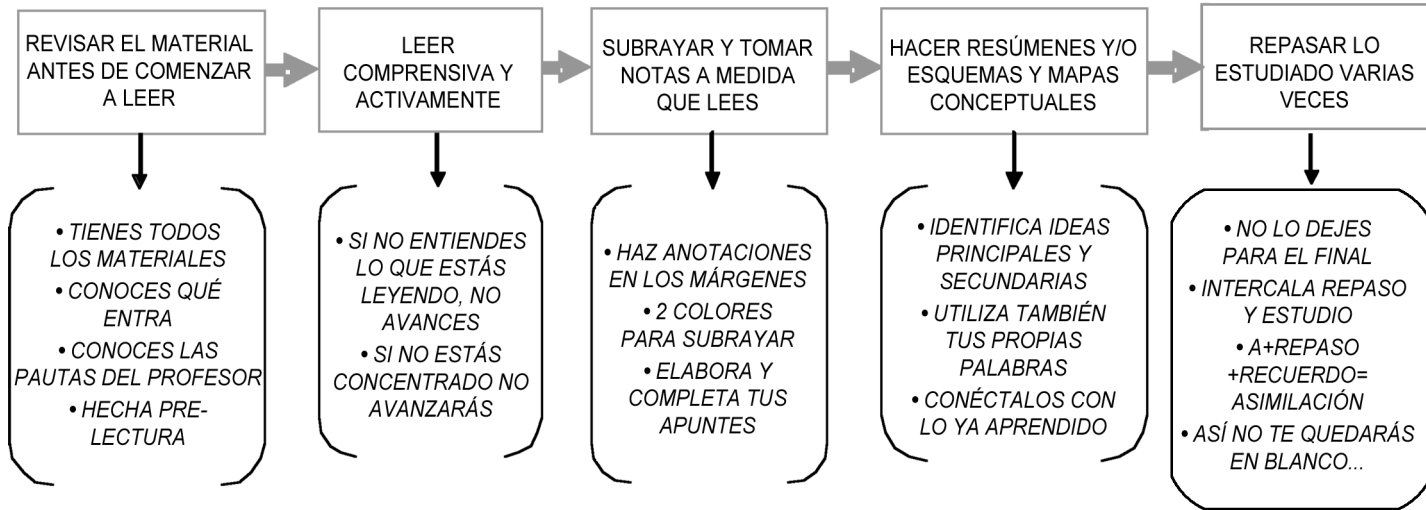 REVISAR EL MATERIAL
ANTES DE COMENZAR
A LEER
LEER
COMPRENSIVA Y
ACTIVAMENTE
SUBRAYAR Y TOMAR
NOTAS A MEDIDA
QUE LEES
HACER RESÚMENES Y/O
ESQUEMAS Y MAPAS
CONCEPTUALES
REPASAR LO
ESTUDIADO VARIAS
VECES
• TIENES TODOS
LOS MATERIALES
• CONOCES QUÉ
ENTRA
• CONOCES LAS
PAUTAS DEL PROFESOR
• HECHA PRE-
LECTURA
• SI NO ENTIENDES
LO QUE ESTÁS
LEYENDO, NO
AVANCES
• SI NO ESTÁS
CONCENTRADO NO
AVANZARÁS
• HAZ ANOTACIONES
EN LOS MÁRGENES
• 2 COLORES
PARA SUBRAYAR
• ELABORA Y
COMPLETA TUS
APUNTES
• IDENTIFICA IDEAS
PRINCIPALES Y
SECUNDARIAS
• UTILIZA TAMBIÉN
TUS PROPIAS
PALABRAS
• CONÉCTALOS CON
LO YA APRENDIDO
• NO LO DEJES
PARA EL FINAL
• INTERCALA REPASO
Y ESTUDIO
• A+REPASO
+RECUERDO=
ASIMILACIÓN
• ASÍ NO TE QUEDARÁS
EN BLANCO...